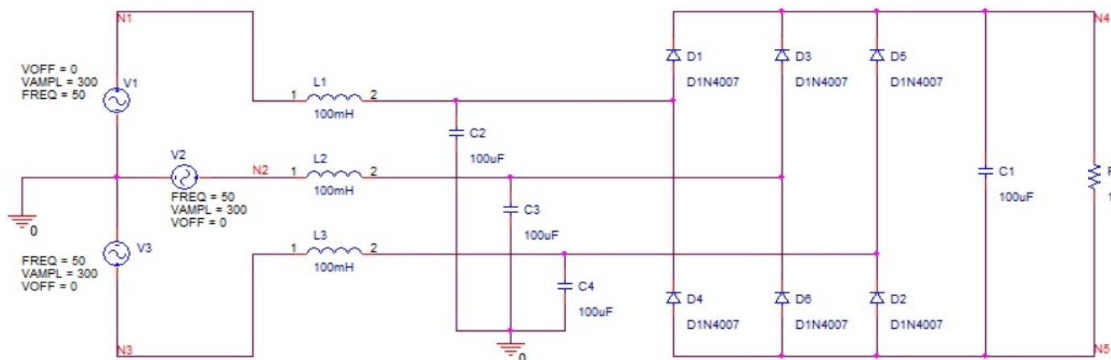 N1
N4
VOFF = 0
VAMPL = 300
FREQ = 50
V1
L1
1 2
100mH
D1
D1N4007
D3
D1N4007
D5
D1N4007
C2
100uF
V2
N2
FREQ = 50
VAMPL = 300
VOFF = 0
L2
1 2
100mH
C1
100uF
0
C3
100uF
V3
FREQ = 50
VAMPL = 300
VOFF = 0
L3
1 2
100mH
C4
100uF
D4
D1N4007
D6
D1N4007
D2
D1N4007
0
N3
N5